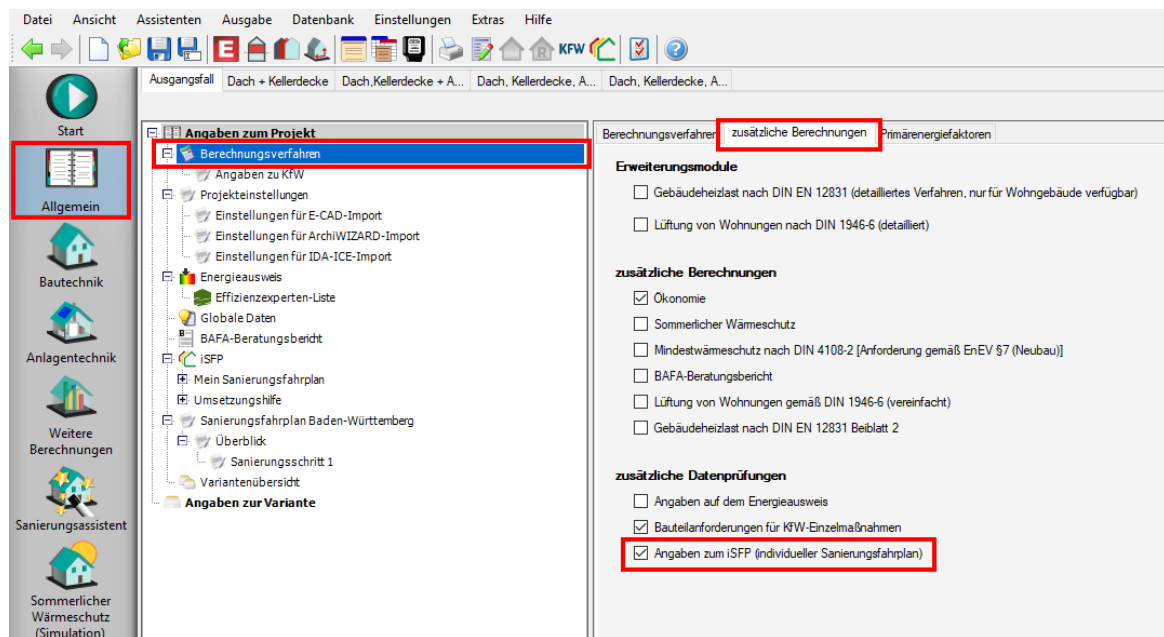 Datei Ansicht Assistenten Ausgabe Datenbank Einstellungen Extras Hilfe
E KFW
Ausgangsfall Dach + Kellerdecke Dach,Kellerdecke + A... Dach, Kellerdecke, A... Dach, Kellerdecke, A...
Start
Allgemein
Bautechnik
Anlagentechnik
Weitere
Berechnungen
Sanierungsassistent
Sommerlicher
Wärmeschutz
(Simulation)
Angaben zum Projekt
Berechnungsverfahren
Angaben zu KfW
Projekteinstellungen
Einstellungen für E-CAD-Import
Einstellungen für ArchiWIZARD-Import
Einstellungen für IDA-ICE-Import
Energieausweis
Effizienzexperten-Liste
Globale Daten
BAFA-Beratungsbericht
iSFP
Mein Sanierungsfahrplan
Umsetzungshilfe
Sanierungsfahrplan Baden-Württemberg
Überblick
Sanierungsschritt 1
Variantenübersicht
Angaben zur Variante
Berechnungsverfahren zusätzliche Berechnungen Primärenergiefaktoren
Erweiterungsmodule
Gebäudeheizlast nach DIN EN 12831 (detailliertes Verfahren, nur für Wohngebäude verfügbar)
Lüftung von Wohnungen nach DIN 1946-6 (detailliert)
zusätzliche Berechnungen
Ökonomie
Sommerlicher Wärmeschutz
Mindestwärmeschutz nach DIN 4108-2 [Anforderung gemäß EnEV §7 (Neubau)]
BAFA-Beratungsbericht
Lüftung von Wohnungen gemäß DIN 1946-6 (vereinfacht)
Gebäudeheizlast nach DIN EN 12831 Beiblatt 2
zusätzliche Datenprüfungen
Angaben auf dem Energieausweis
Bauteilanforderungen für KfW-Einzelmaßnahmen
Angaben zum iSFP (individueller Sanierungsfahrplan)